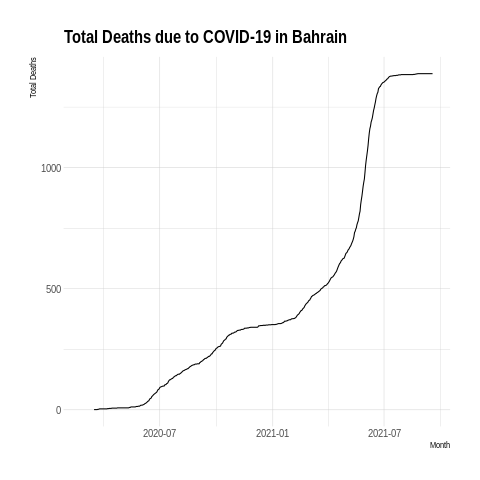 Total Deaths due to COVID-19 in Bahrain
Total Deaths
1000
500
0
2020-07
2021-01
2021-07
Month